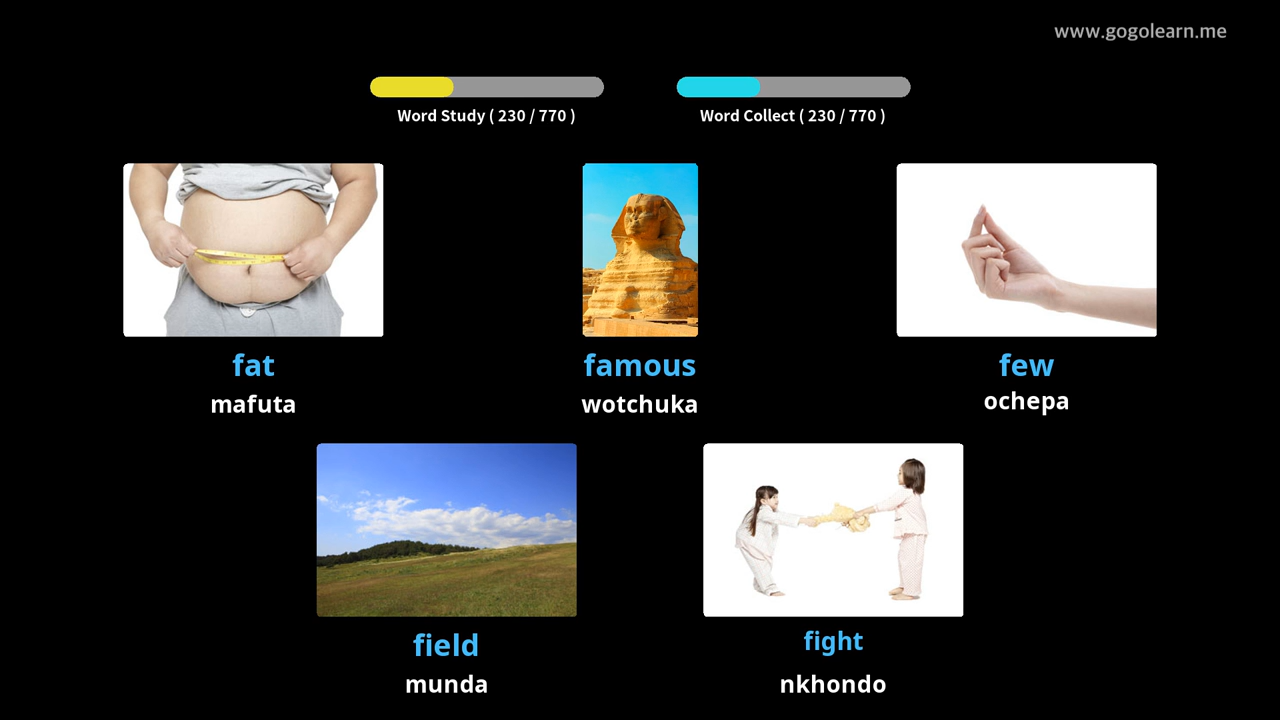 www.gogolearn.me
Word Study ( 230 / 770 )
Word Collect ( 230 / 770 )
fat
mafuta
famous
wotchuka
few
ochepa
field
munda
fight
nkhondo